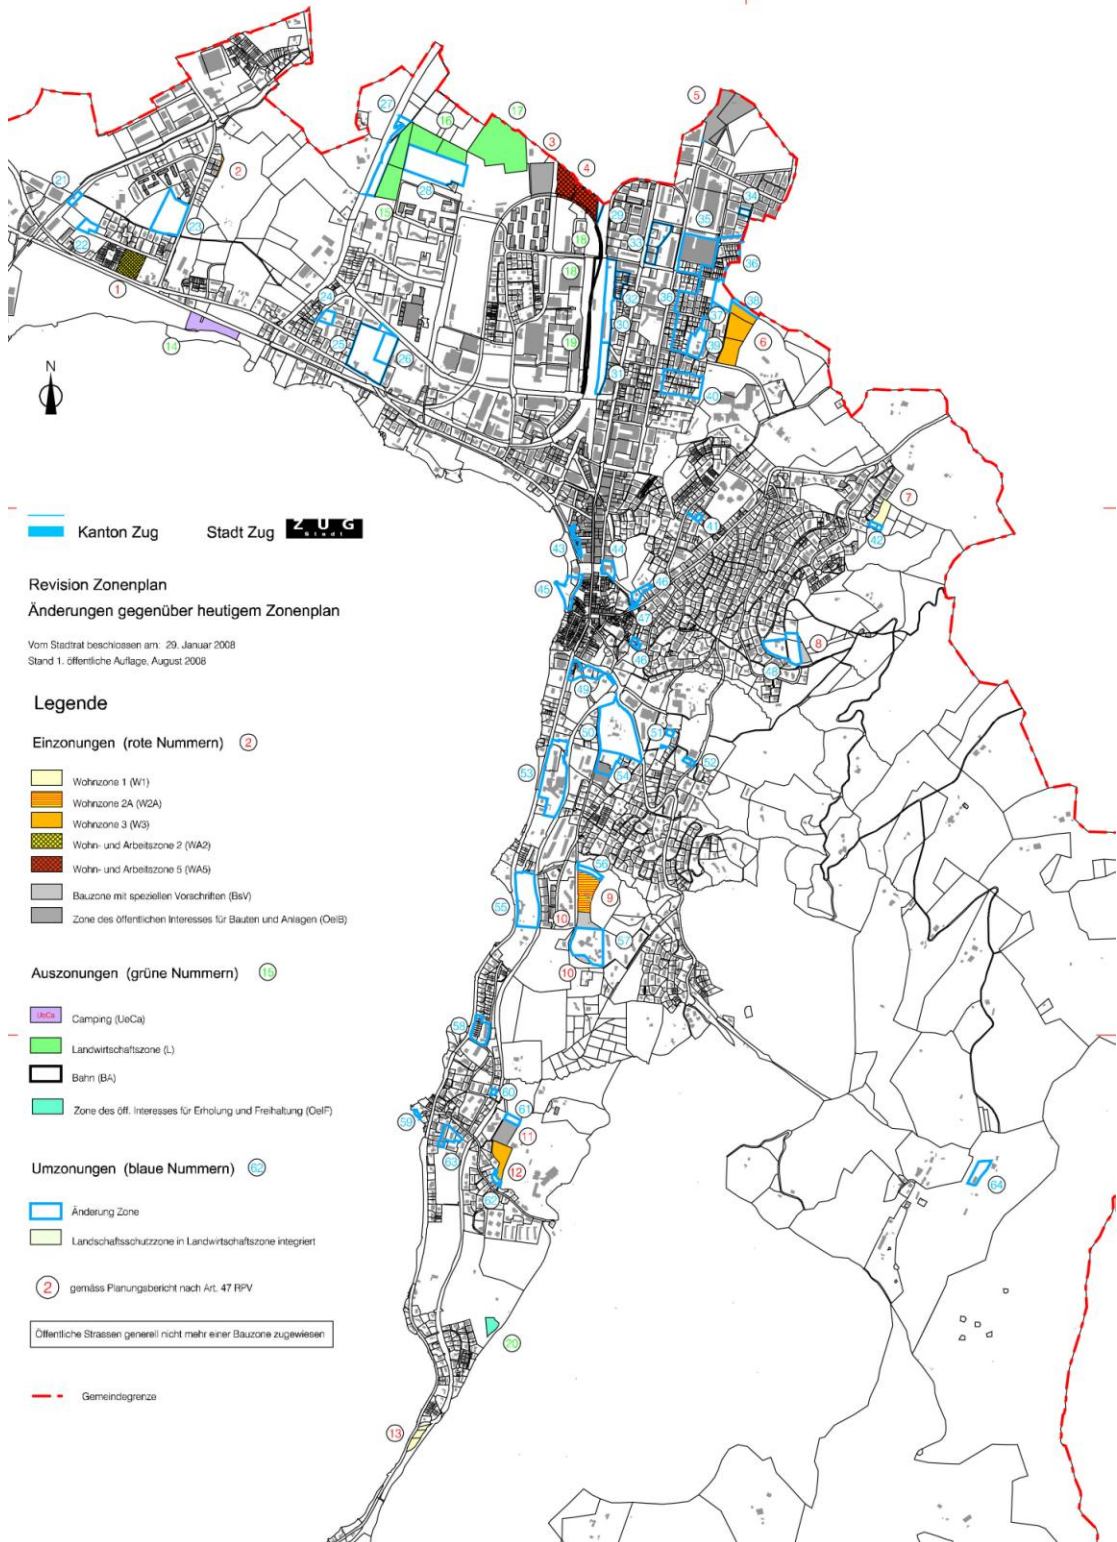 5
17
27
16
3
4
2
21
34
28
15
29
35
22
23
18
33
36
18
1
32
36
38
24
37
30
14
25
26
19
39
6
31
N
40
7
41
42
Kanton Zug
Stadt Zug
ZUG
Stadt
43
44
45
46
Revision Zonenplan
Änderungen gegenüber heutigem Zonenplan
47
Vom Stadtrat beschlossen am: 29. Januar 2008
46
8
Stand 1. öffentliche Auflage, August 2008
48
49
Legende
50
51
Einzonungen (rote Nummern) 2
52
53
54
Wohnzone 1 (W1)
Wohnzone 2A (W2A)
Wohnzone 3 (W3)
Wohn- und Arbeitszone 2 (WA2)
Wohn- und Arbeitszone 5 (WA5)
56
Bauzone mit speziellen Vorschriften (BsV)
9
55
10
Zone des öffentlichen Interesses für Bauten und Anlagen (OeIB)
57
Auszonungen (grüne Nummern) 15
10
UeCa
Camping (UeCa)
58
Landwirtschaftszone (L)
Bahn (BA)
60
Zone des öff. Interesses für Erholung und Freihaltung (OeIF)
61
59
11
63
12
Umzonungen (blaue Nummern) 62
64
62
Änderung Zone
Landschaftsschutzzone in Landwirtschaftszone integriert
2
gemäss Planungsbericht nach Art. 47 RPV
Öffentliche Strassen generell nicht mehr einer Bauzone zugewiesen
20
Gemeindegrenze
13